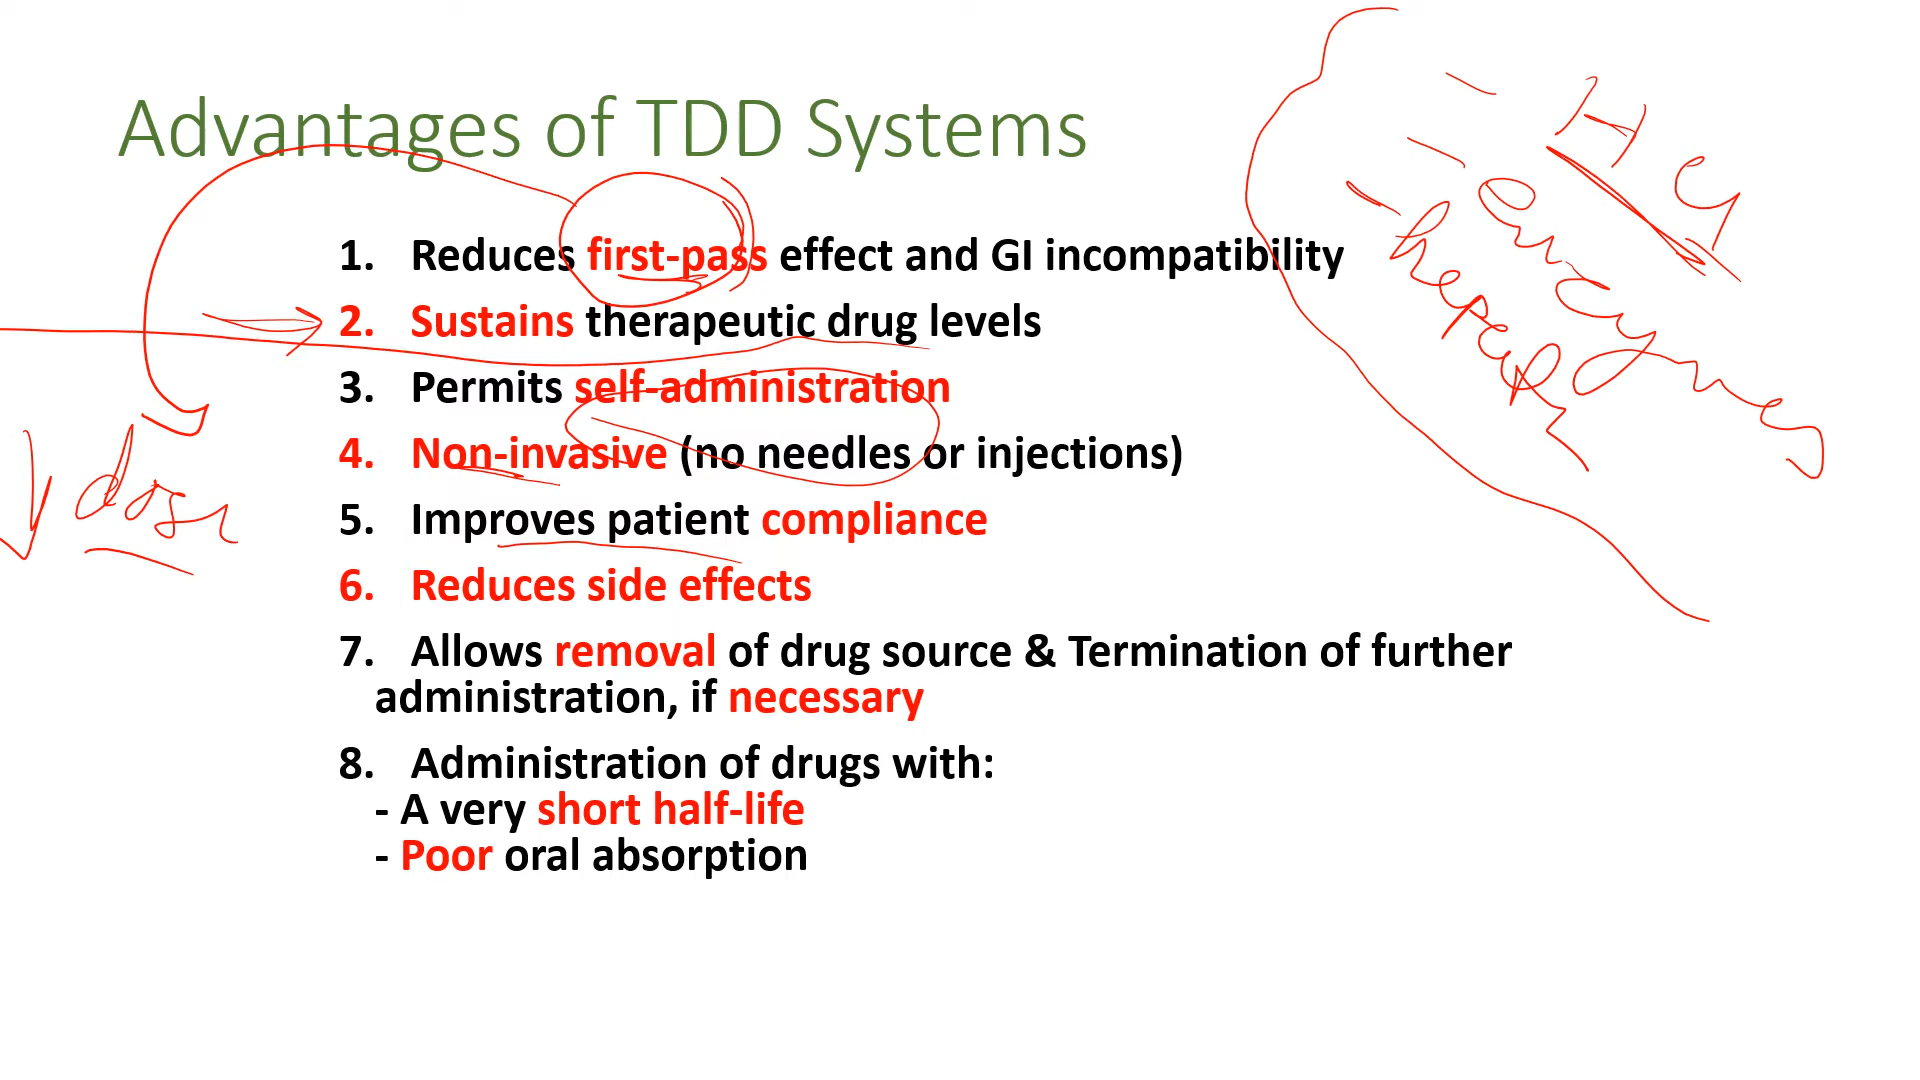 Advantages of TDD Systems
1. Reduces first-pass effect and GI incompatibility
2. Sustains therapeutic drug levels
3. Permits self-administration
4. Non-invasive (no needles or injections)
5. Improves patient compliance
6. Reduces side effects
7. Allows removal of drug source & Termination of further
administration, if necessary
8. Administration of drugs with:
- A very short half-life
- Poor oral absorption
dose